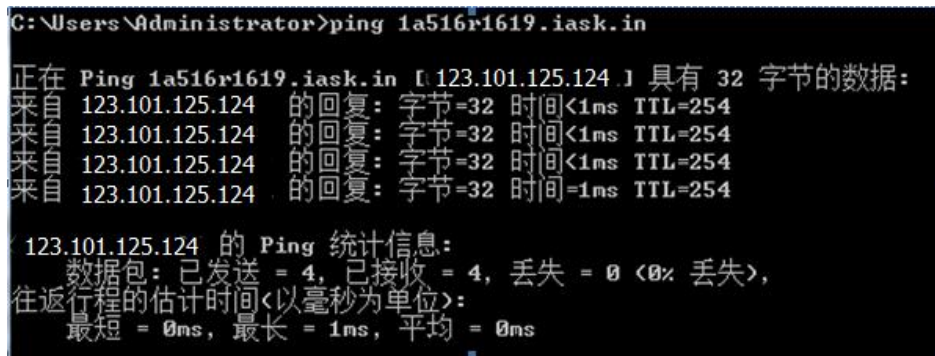 C:\Users\Administrator>ping 1a516r1619.iask.in
正在 Ping 1a516r1619.iask.in [ 123.101.125.124 ] 具有 32 字节的数据:
来自 123.101.125.124 的回复: 字节=32 时间<1ms TTL=254
来自 123.101.125.124 的回复: 字节=32 时间<1ms TTL=254
来自 123.101.125.124 的回复: 字节=32 时间<1ms TTL=254
来自 123.101.125.124 的回复: 字节=32 时间=1ms TTL=254
123.101.125.124 的 Ping 统计信息:
数据包: 已发送 = 4, 已接收 = 4, 丢失 = 0 <0% 丢失>,
往返行程的估计时间<以毫秒为单位>:
最短 = 0ms, 最长 = 1ms, 平均 = 0ms